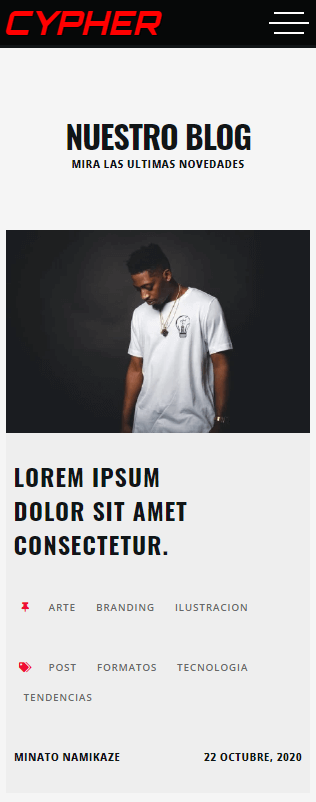 CYPHER
NUESTRO BLOG
MIRA LAS ULTIMAS NOVEDADES
LOREM IPSUM
DOLOR SIT AMET
CONSECTETUR.
ARTE BRANDING ILUSTRACION
POST FORMATOS TECNOLOGIA
TENDENCIAS
MINATO NAMIKAZE 22 OCTUBRE, 2020